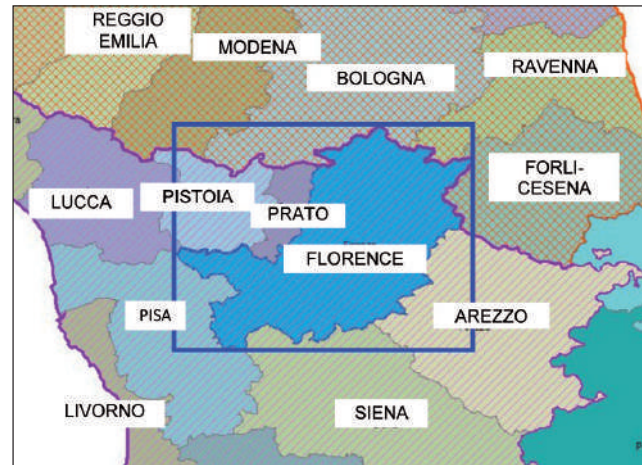 REGGIO
EMILIA
MODENA
BOLOGNA
RAVENNA
FORLI-
CESENA
LUCCA
PISTOIA
PRATO
FLORENCE
PISA
AREZZO
LIVORNO
SIENA